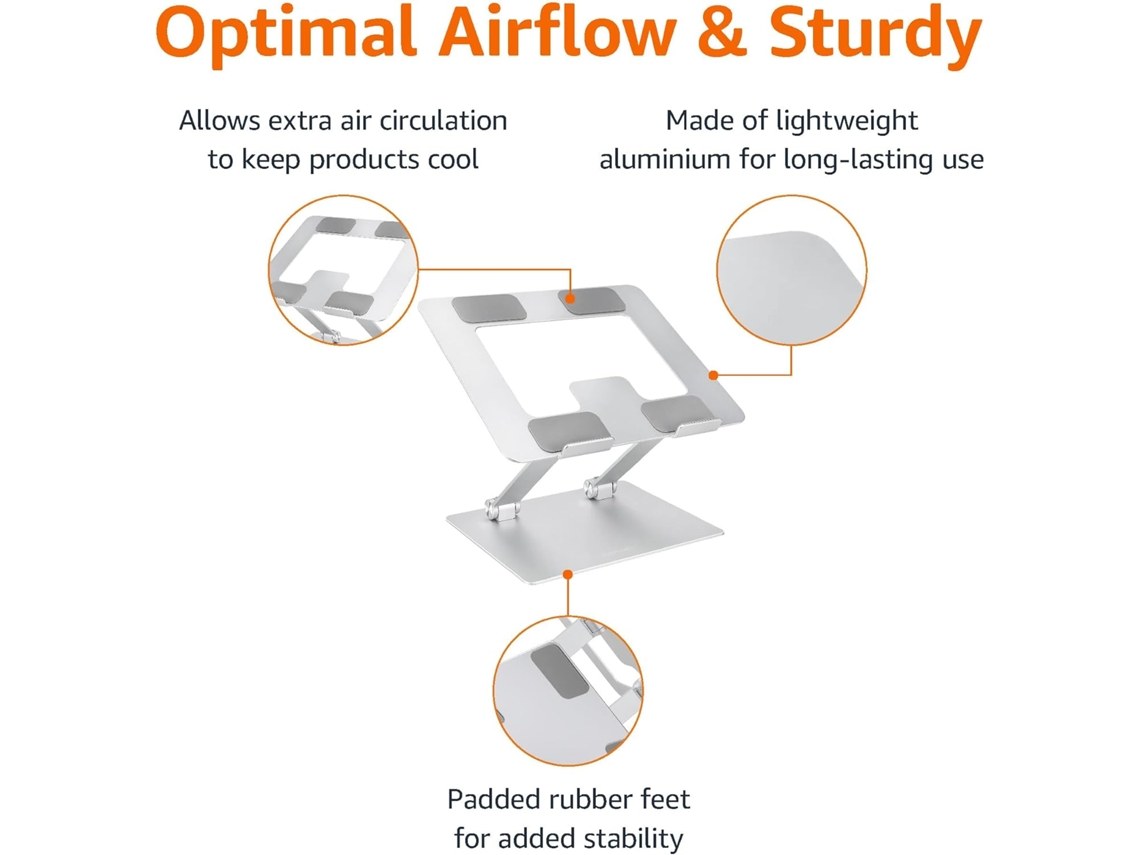 Optimal Airflow & Sturdy
Allows extra air circulation
to keep products cool
Made of lightweight
aluminium for long-lasting use
Padded rubber feet
for added stability